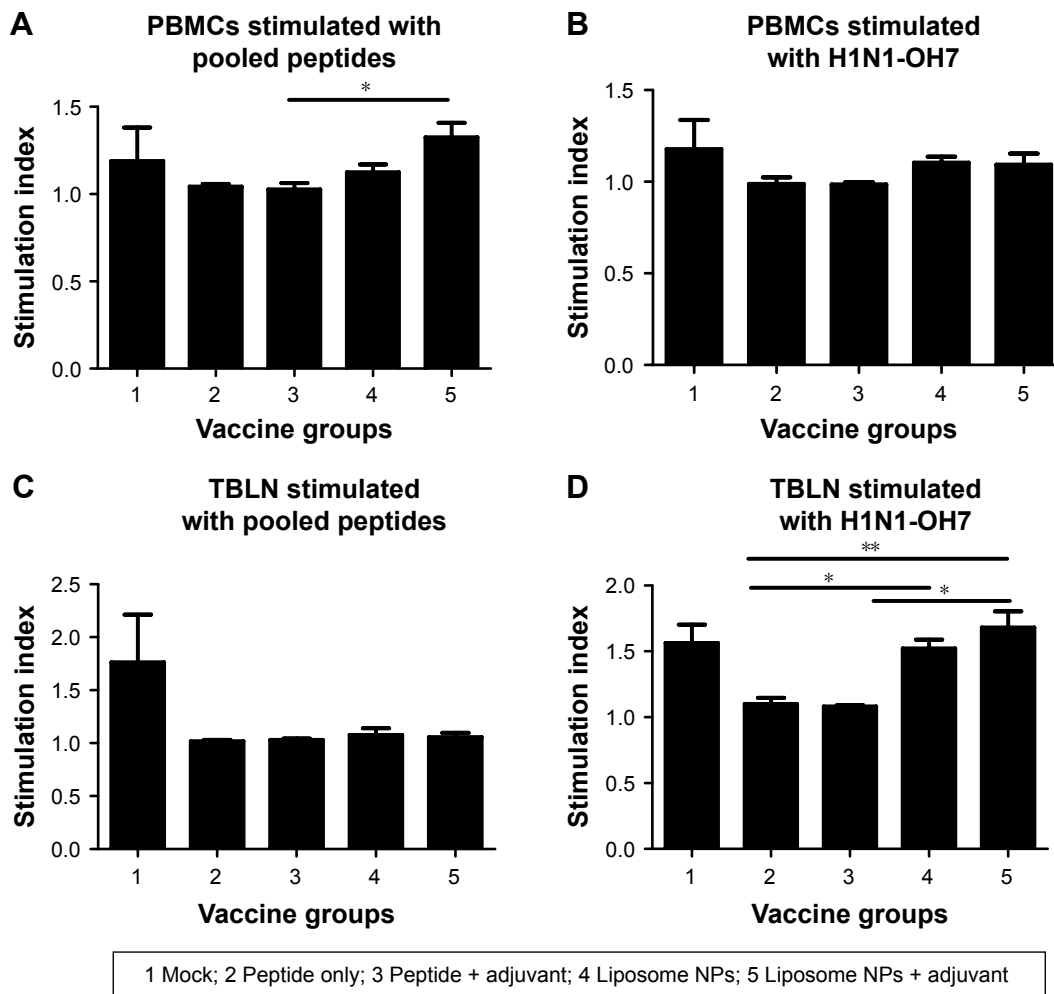 A
PBMCs stimulated with
pooled peptides
*
Stimulation index
1.5
1.0
0.5
0.0
1 2 3 4 5
Vaccine groups
B
PBMCs stimulated
with H1N1-OH7
Stimulation index
1.5
1.0
0.5
0.0
1 2 3 4 5
Vaccine groups
C
TBLN stimulated
with pooled peptides
Stimulation index
2.5
2.0
1.5
1.0
0.5
0.0
1 2 3 4 5
Vaccine groups
D
TBLN stimulated
with H1N1-OH7
**
*
*
Stimulation index
2.0
1.5
1.0
0.5
0.0
1 2 3 4 5
Vaccine groups
1 Mock; 2 Peptide only; 3 Peptide + adjuvant; 4 Liposome NPs; 5 Liposome NPs + adjuvant